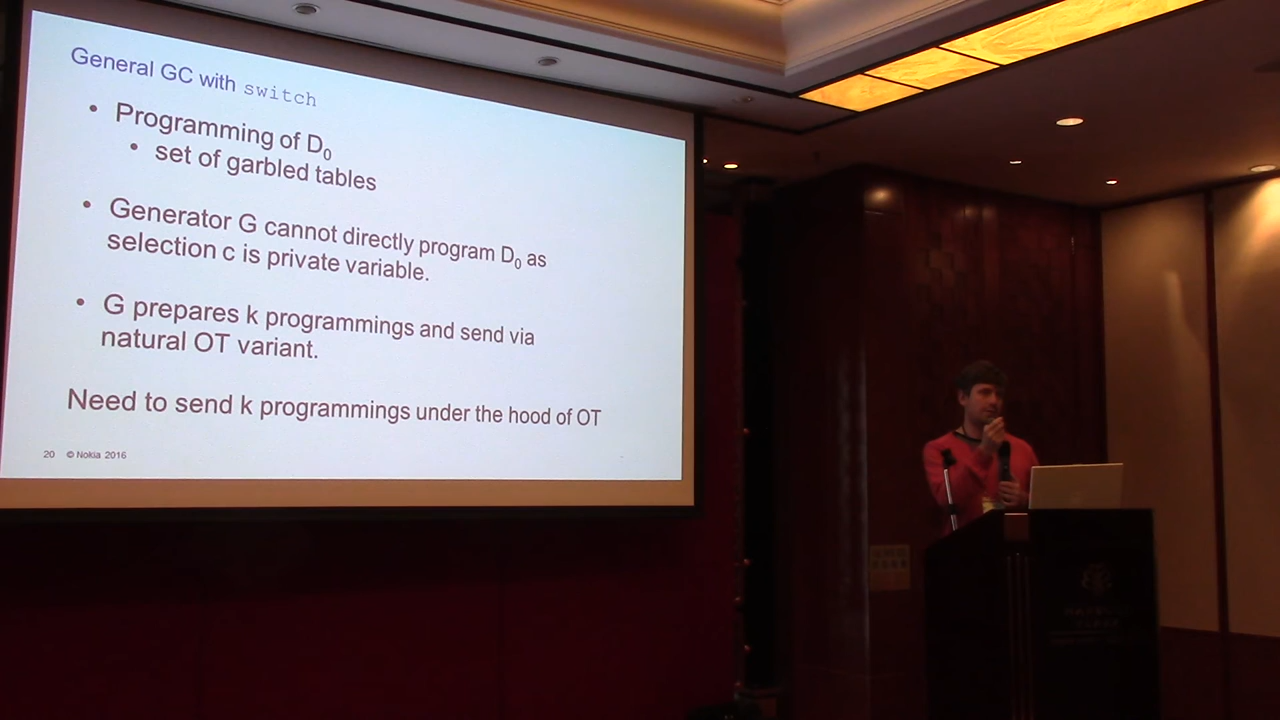 General GC with switch
• Programming of D0
• set of garbled tables
• Generator G cannot directly program D0 as
selection c is private variable.
• G prepares k programmings and send via
natural OT variant.
Need to send k programmings under the hood of OT
20 © Nokia 2016